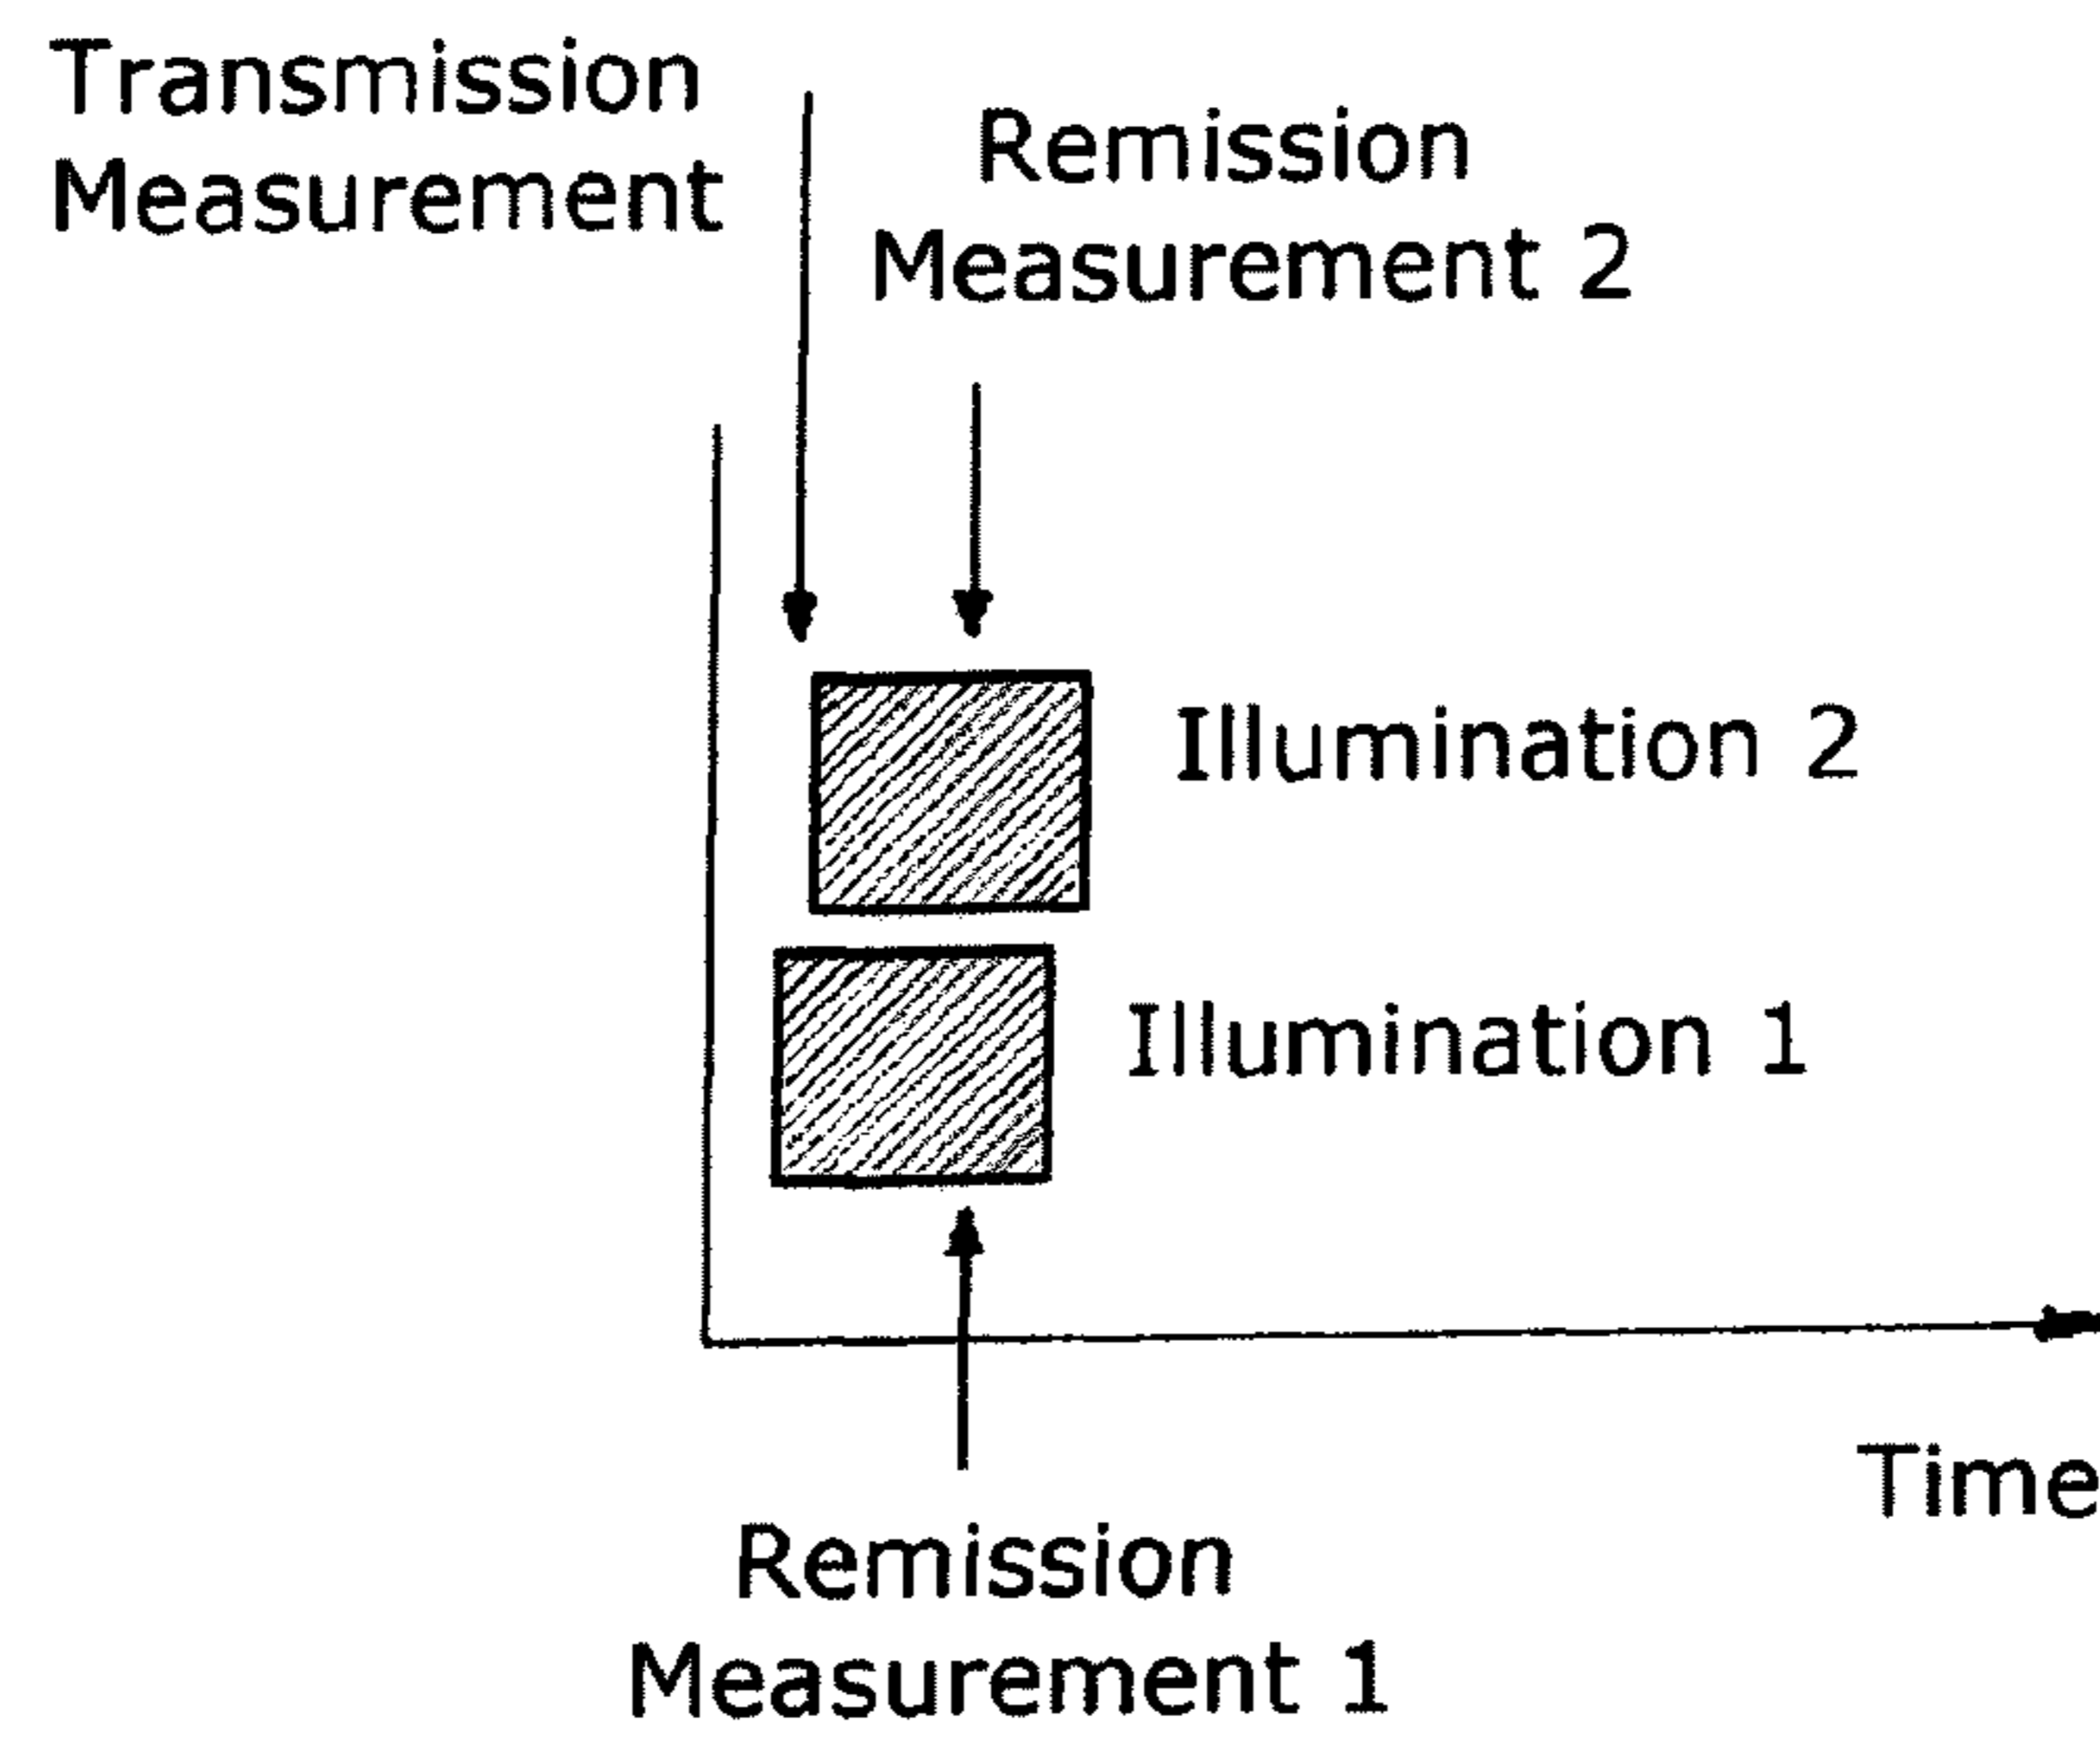 Transmission
Measurement
Remission
Measurement 2
Illumination 2
Illumination 1
Time
Remission
Measurement 1